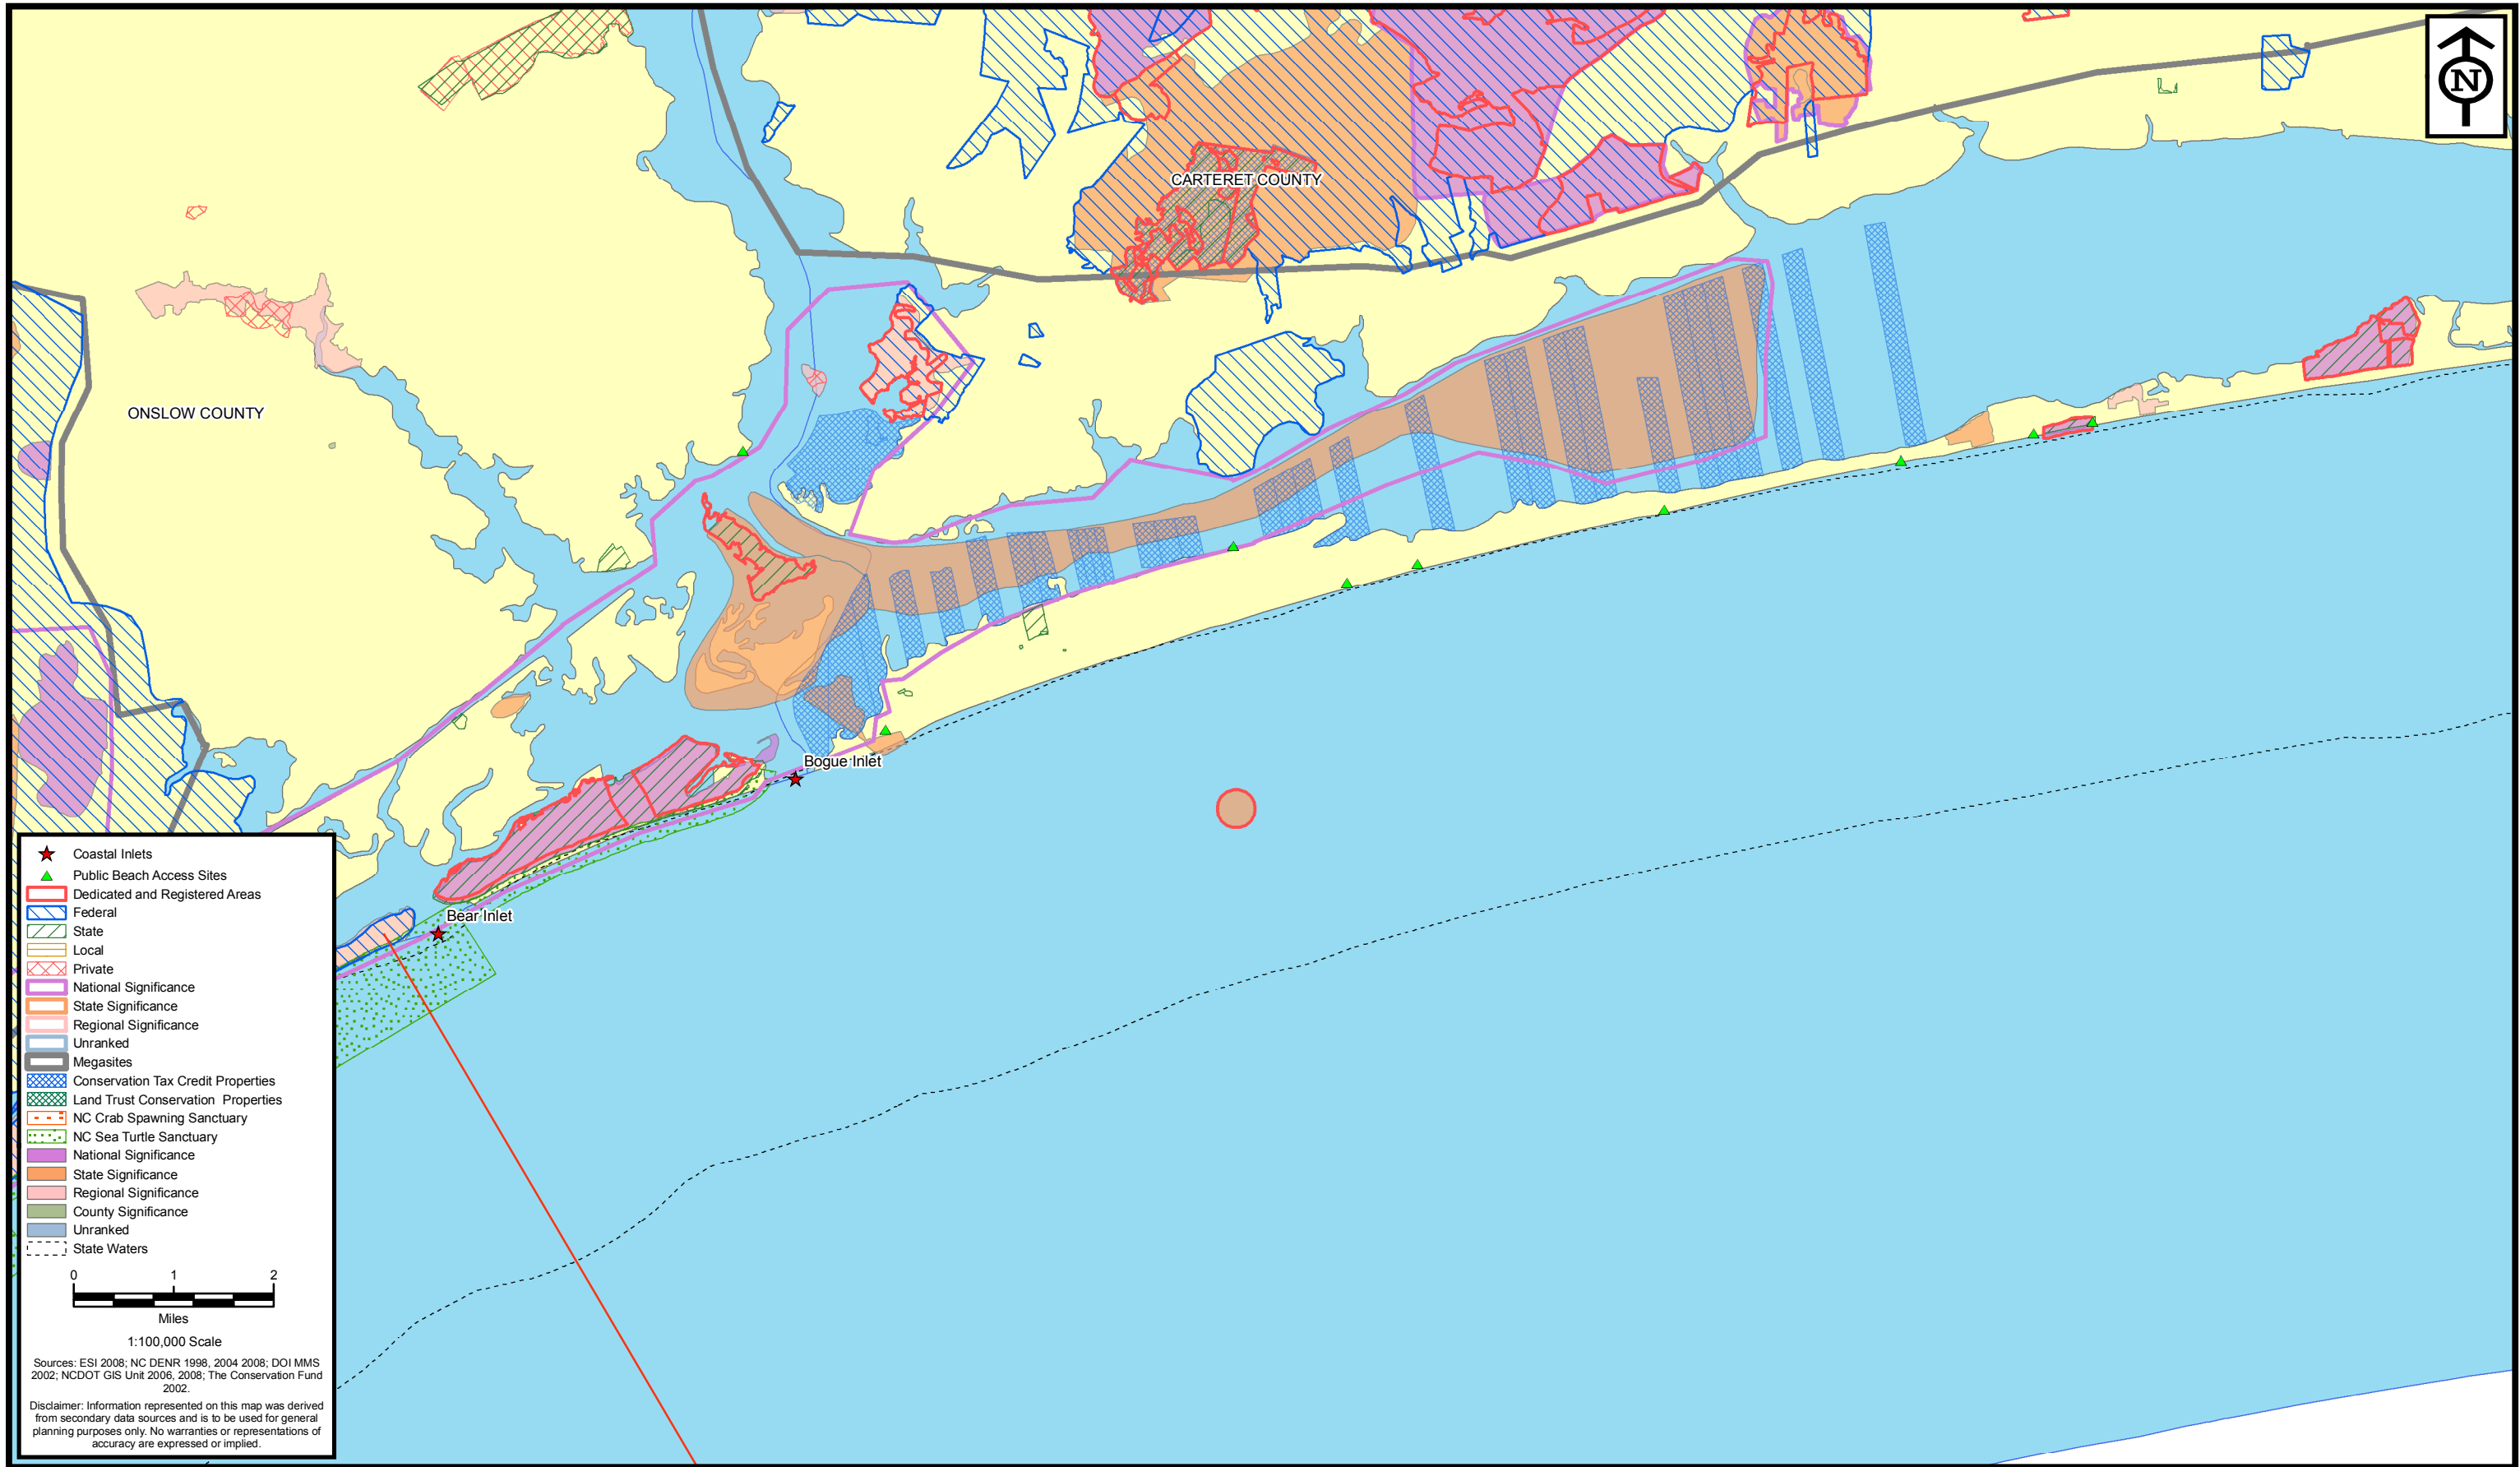 N
CARTERET COUNTY
ONSLOW COUNTY
Bogue Inlet
Bear Inlet
Coastal Inlets
Public Beach Access Sites
Dedicated and Registered Areas
Federal
State
Local
Private
National Significance
State Significance
Regional Significance
Unranked
Megasites
Conservation Tax Credit Properties
Land Trust Conservation Properties
NC Crab Spawning Sanctuary
NC Sea Turtle Sanctuary
National Significance
State Significance
Regional Significance
County Significance
Unranked
State Waters
0 1 2
Miles
1:100,000 Scale
Sources: ESI 2008; NC DENR 1998, 2004 2008; DOI MMS
2002; NCDOT GIS Unit 2006, 2008; The Conservation Fund
2002.
Disclaimer: Information represented on this map was derived
from secondary data sources and is to be used for general
planning purposes only. No warranties or representations of
accuracy are expressed or implied.